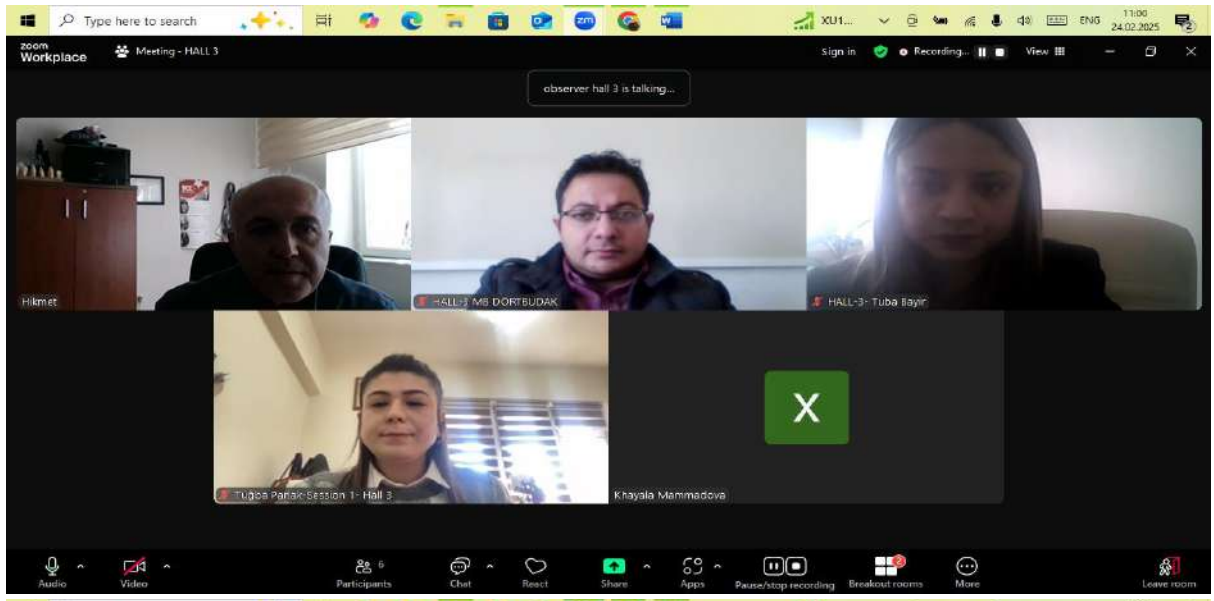 Type here to search
XU1...
ENG
11:00
24.02.2025
2
zoom
Workplace
Meeting - HALL 3
Sign in
Recording...
View
observer hall 3 is talking...
Hikmet
HALL-3 MB DORTBUDAK
HALL-3- Tuba Bayir
Tuğba Panak-Session 1- Hall 3
X
Khayala Mammadova
Audio
Video
Participants
6
Chat
React
Share
Apps
Pause/stop recording
Breakout rooms
More
Leave room